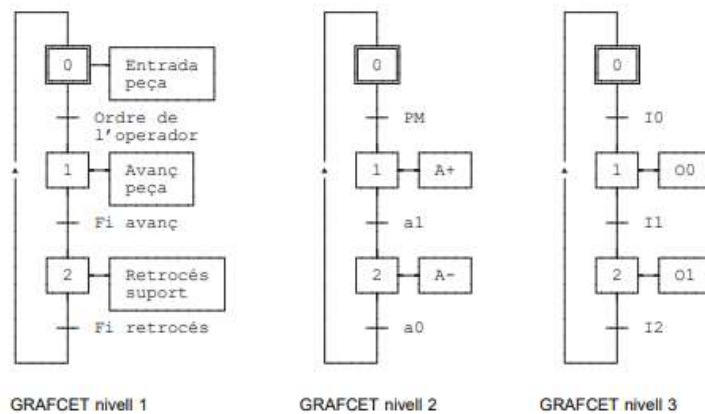 0
Entrada
peça
Ordre de
l'operador
1
Avanç
peça
Fi avanç
2
Retrocés
suport
Fi retrocés
GRAFCET nivell 1
0
PM
1
A+
a1
2
A-
a0
GRAFCET nivell 2
0
I0
1
O0
I1
2
O1
I2
GRAFCET nivell 3